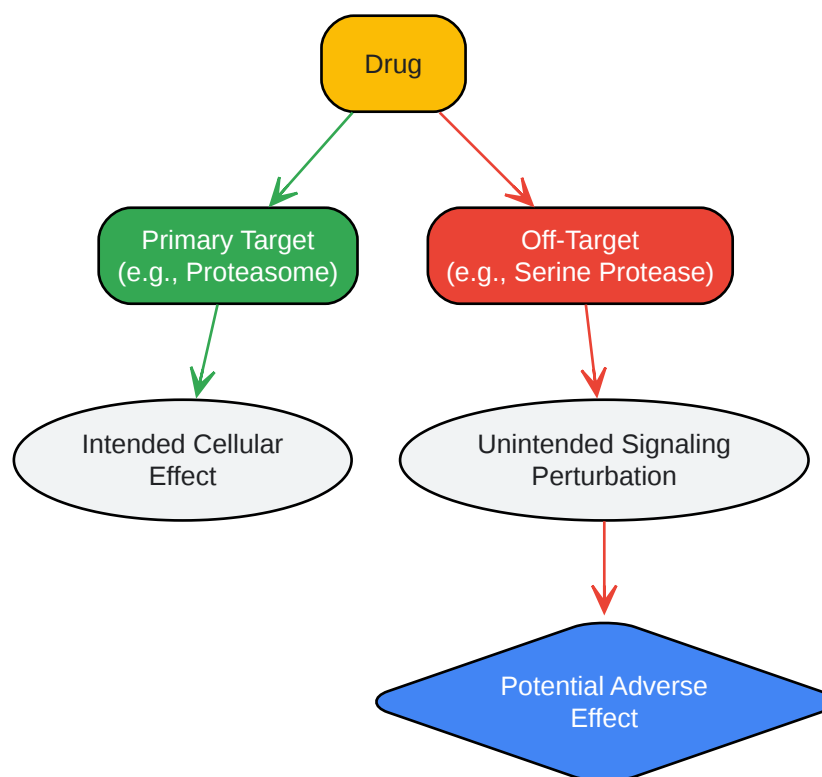 Drug
Primary Target
(e.g., Proteasome)
Off-Target
(e.g., Serine Protease)
Intended Cellular
Effect
Unintended Signaling
Perturbation
Potential Adverse
Effect